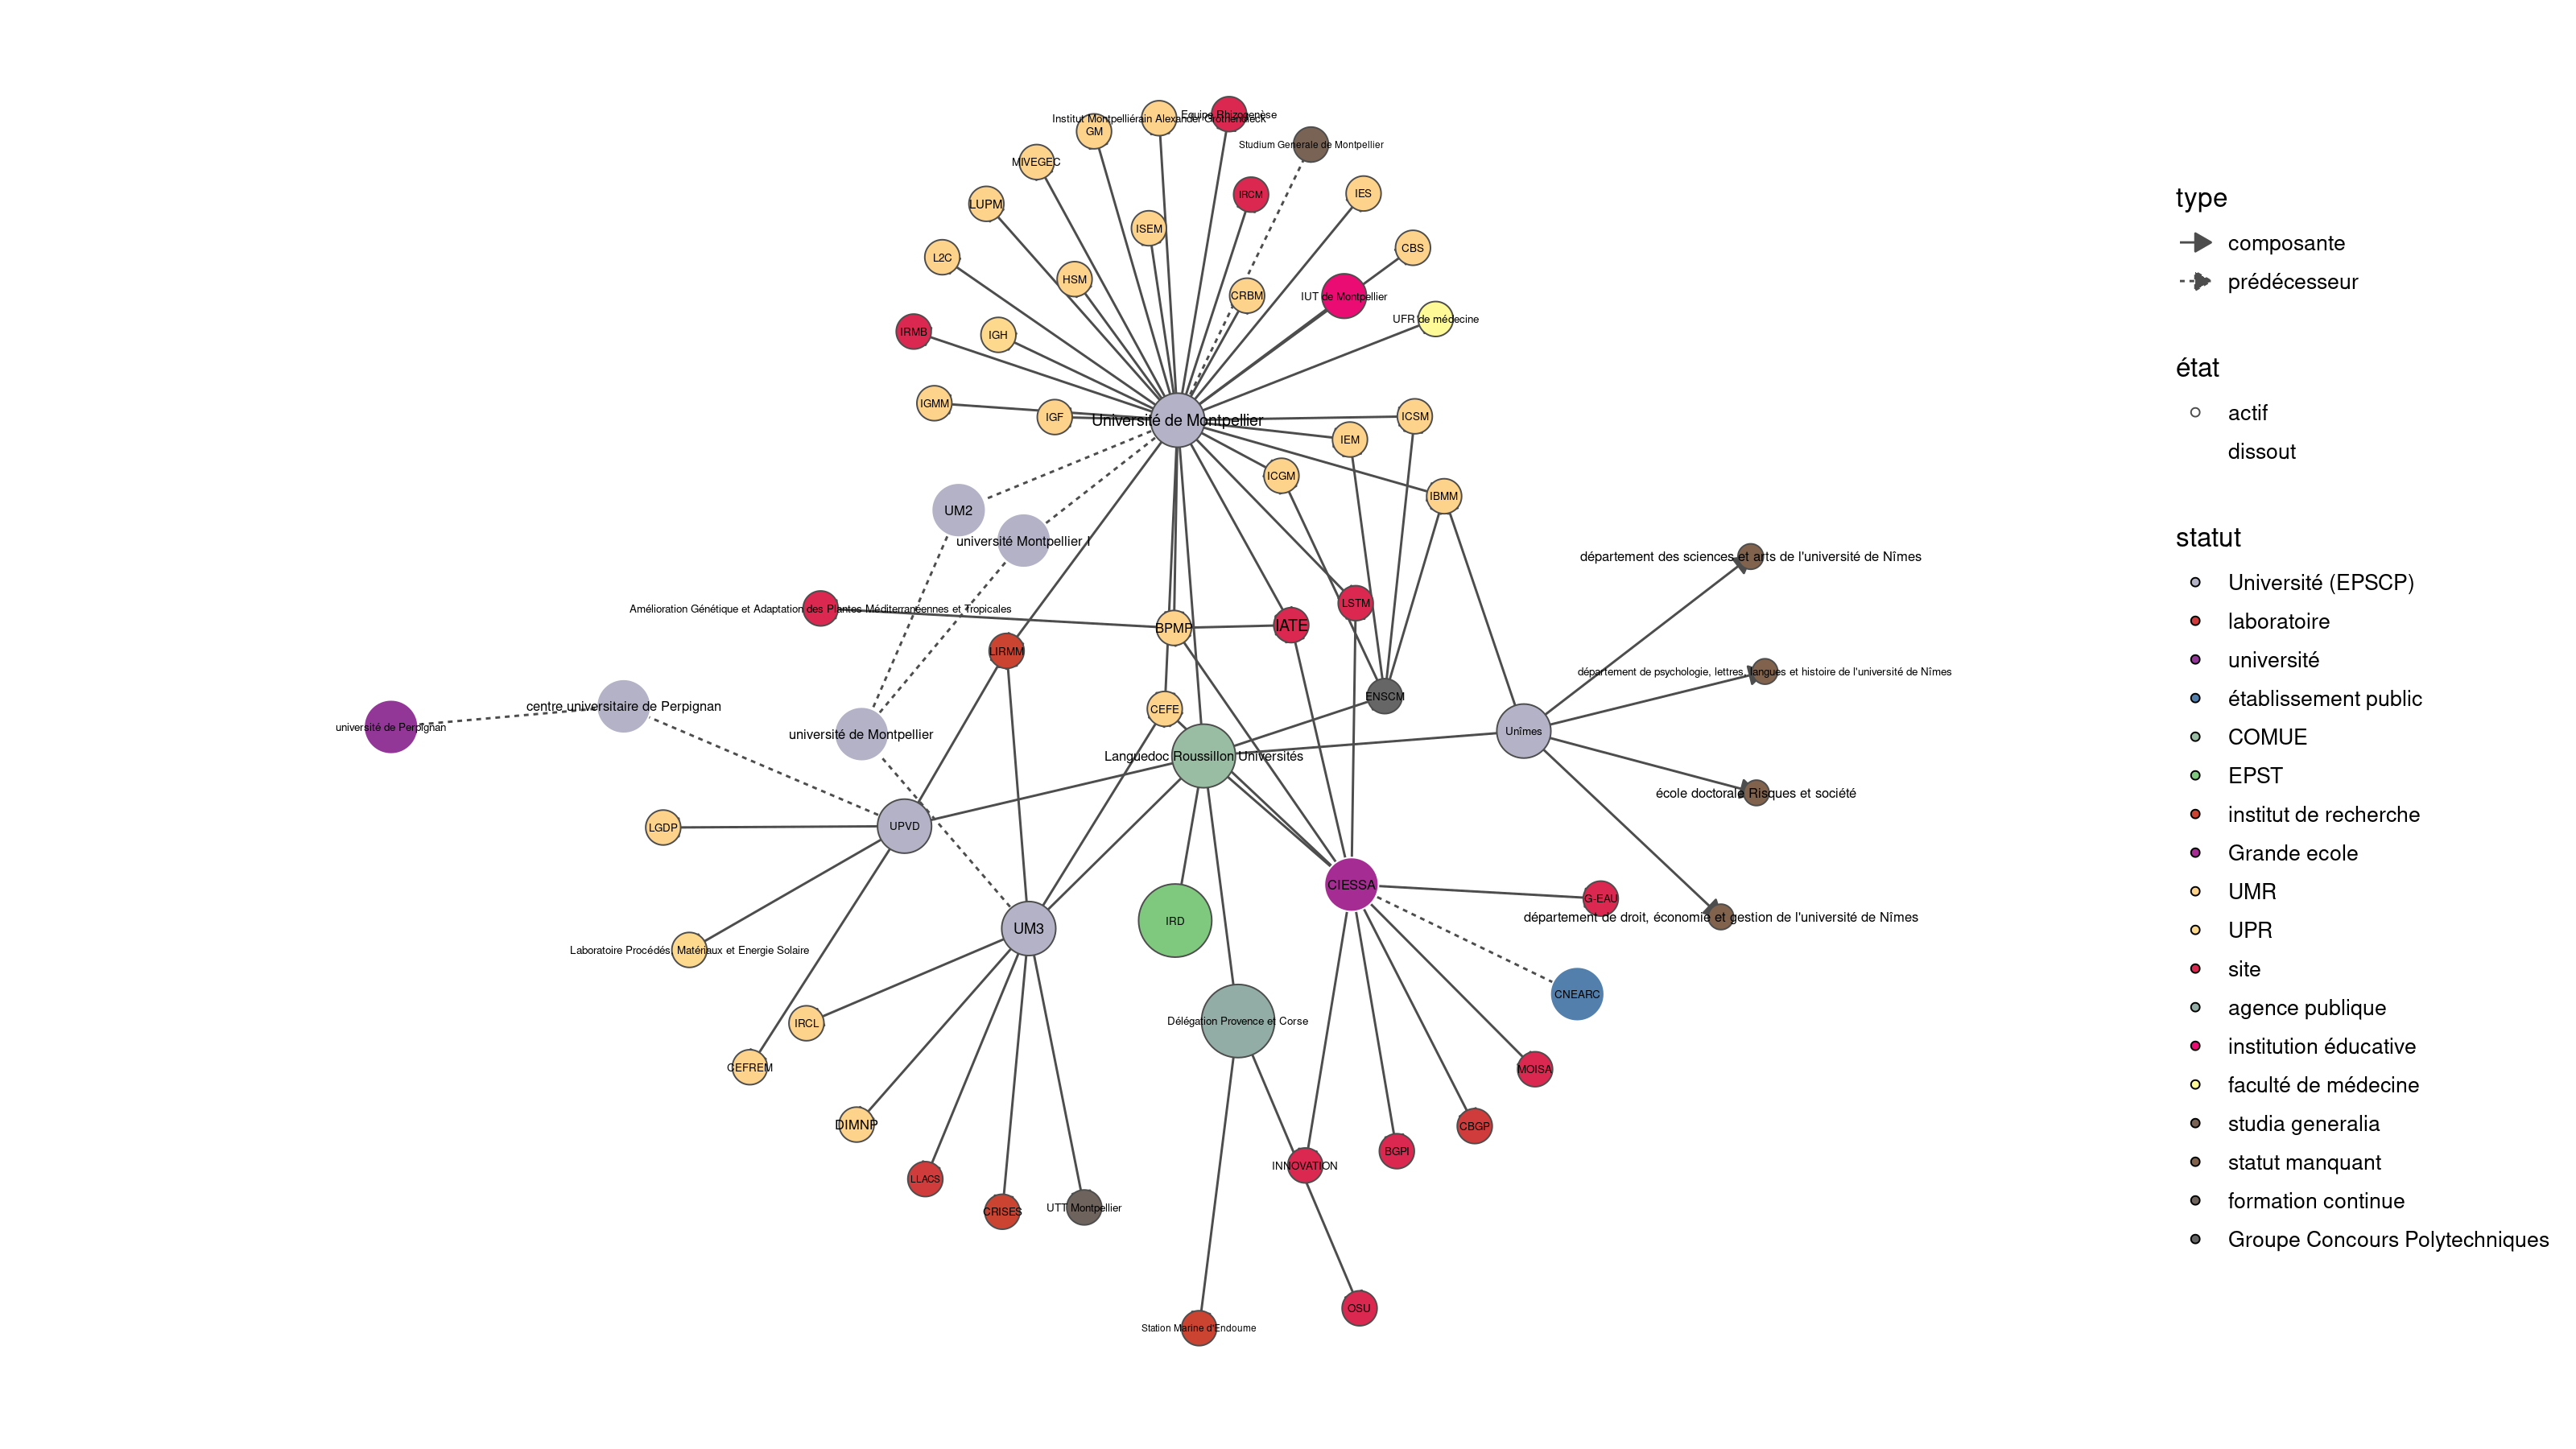 Institut Montpelliérain Alexander Grothendieck
Equipe Rhizogenèse
GM
Studium Generale de Montpellier
MIVEGEC
IRCM
IES
LUPM
ISEM
CBS
L2C
HSM
CRBM
IUT de Montpellier
UFR de médecine
IRMB
IGH
IGMM
IGF
Université de Montpellier
ICSM
IEM
ICGM
IBMM
UM2
université Montpellier I
département des sciences et arts de l'université de Nîmes
Amélioration Génétique et Adaptation des Plantes Méditerranéennes et Tropicales
LSTM
BPMP
IATE
LIRMM
département de psychologie, lettres, langues et histoire de l'université de Nîmes
ENSCM
centre universitaire de Perpignan
CEFE
université de Perpignan
université de Montpellier
Unîmes
Languedoc Roussillon Universités
école doctorale Risques et société
LGDP
UPVD
CIESSA
G-EAU
département de droit, économie et gestion de l'université de Nîmes
IRD
UM3
Laboratoire Procédés, Matériaux et Energie Solaire
CNEARC
IRCL
Délégation Provence et Corse
CEFREM
MOISA
DIMNP
CBGP
BGPI
INNOVATION
LLACS
CRISES
UTT Montpellier
OSU
Station Marine d'Endoume
type
composante
prédécesseur
état
actif
dissout
statut
Université (EPSCP)
laboratoire
université
établissement public
COMUE
EPST
institut de recherche
Grande ecole
UMR
UPR
site
agence publique
institution éducative
faculté de médecine
studia generalia
statut manquant
formation continue
Groupe Concours Polytechniques